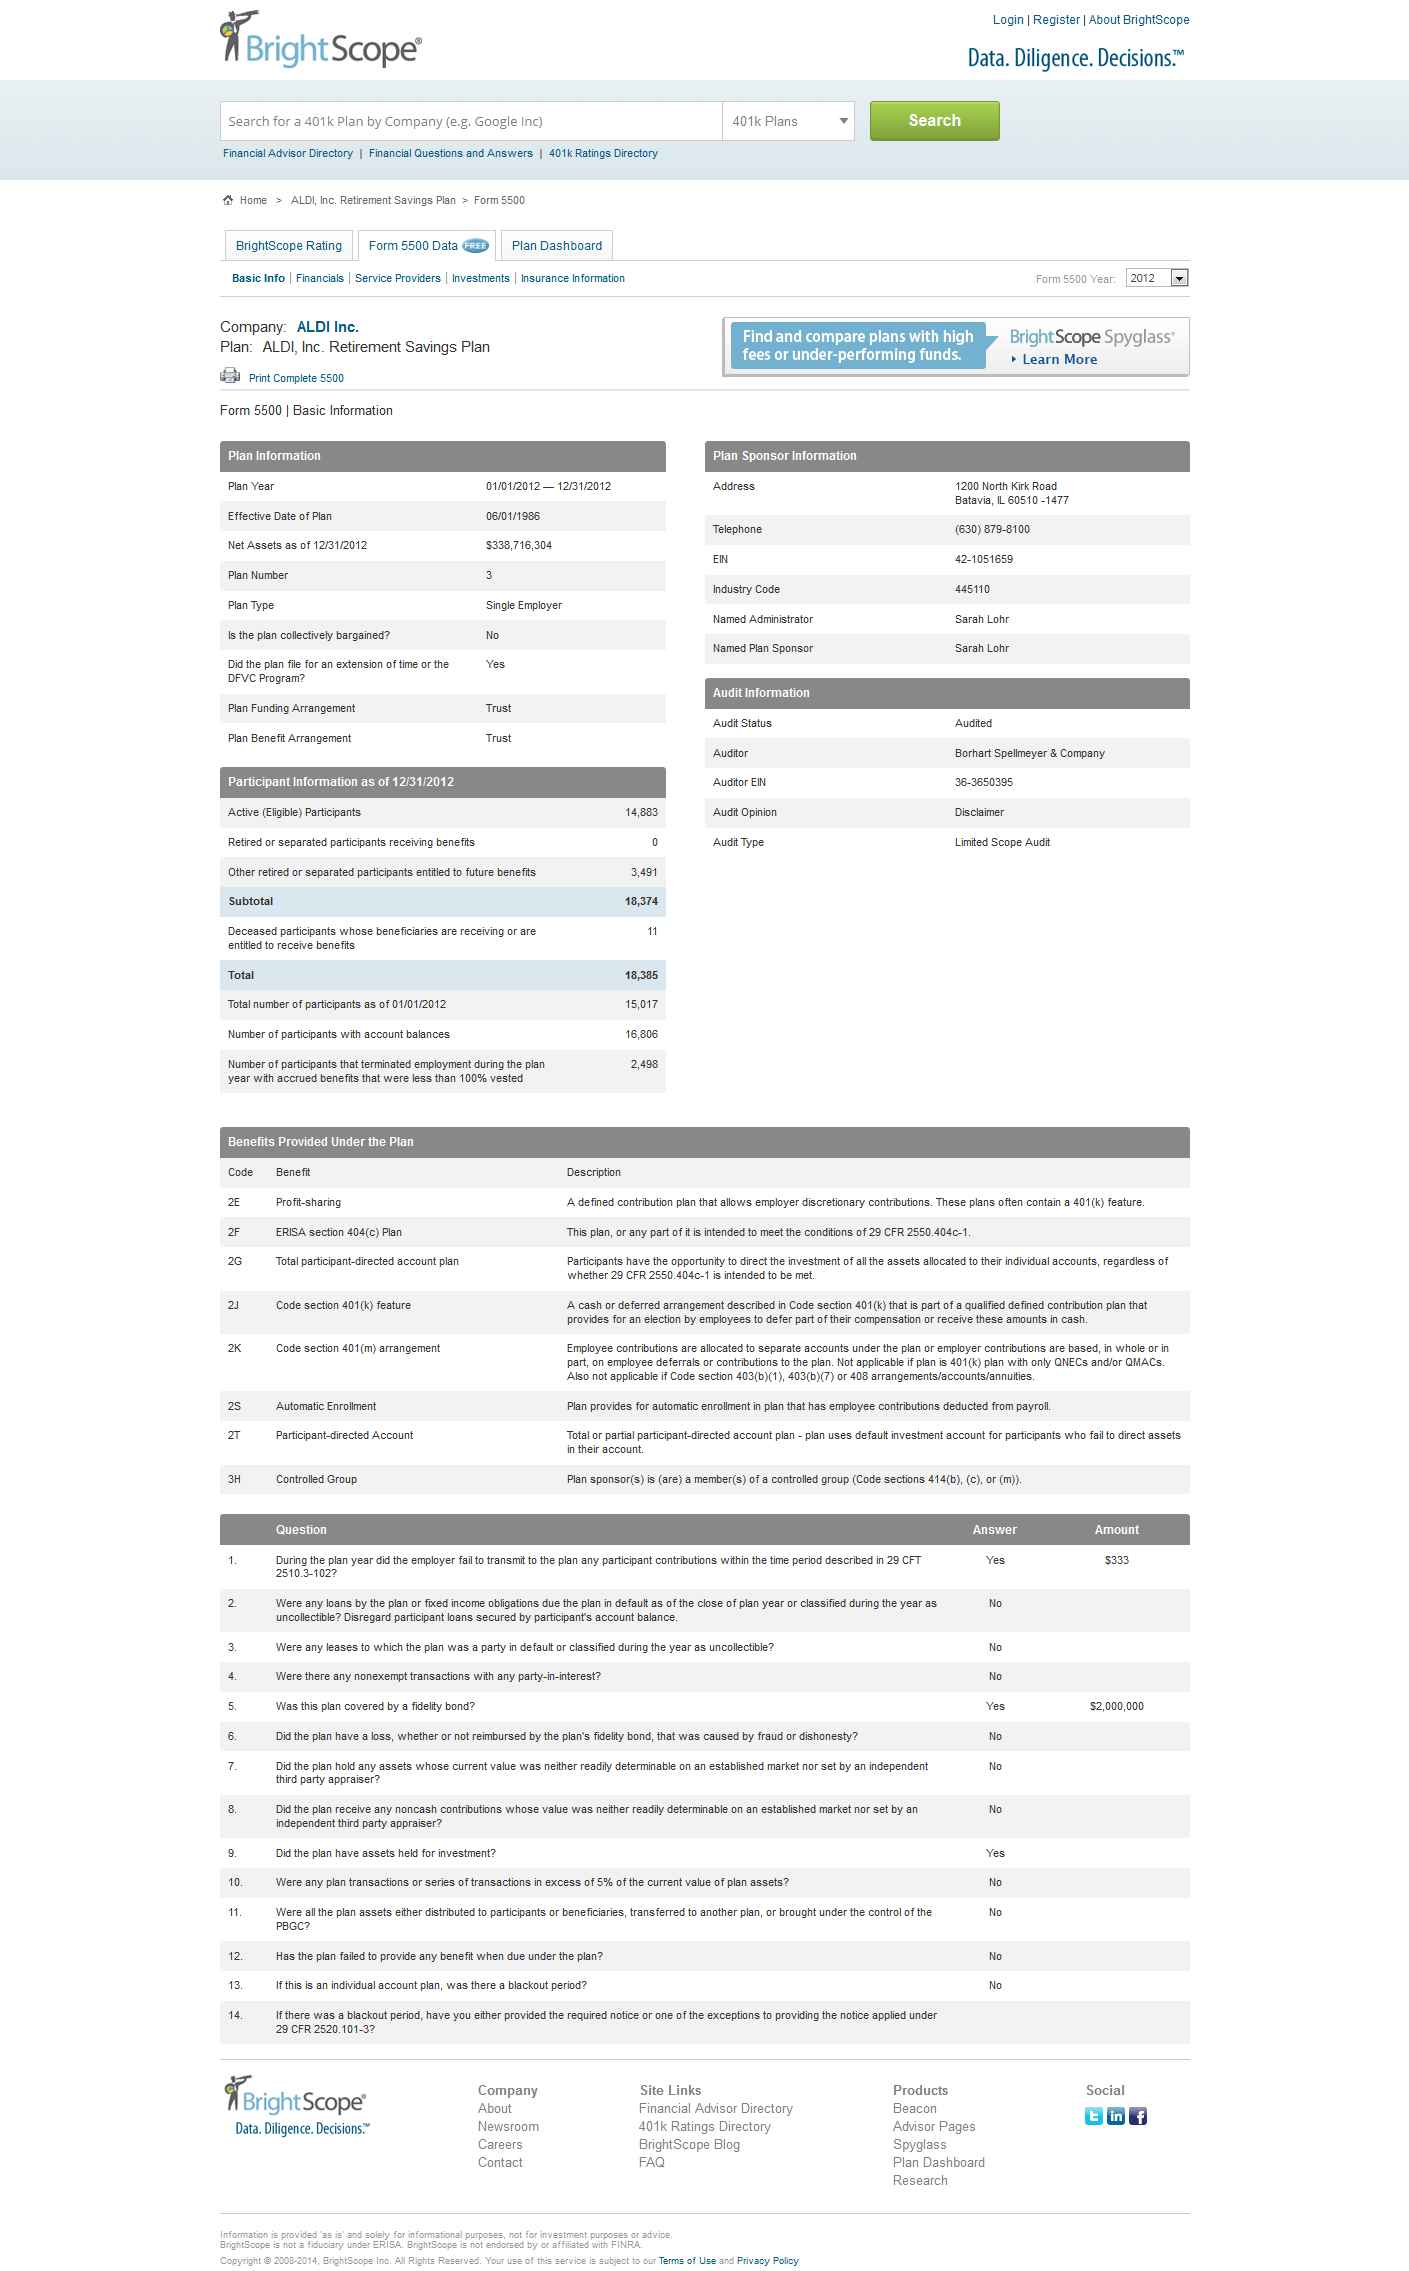 BrightScope®
Login | Register | About BrightScope
Data. Diligence. Decisions.™
Search for a 401k Plan by Company (e.g. Google Inc)
401k Plans
Search
Financial Advisor Directory | Financial Questions and Answers | 401k Ratings Directory
Home > ALDI, Inc. Retirement Savings Plan > Form 5500
BrightScope Rating
Form 5500 Data FREE
Plan Dashboard
Basic Info | Financials | Service Providers | Investments | Insurance Information
Form 5500 Year: 2012
Company: ALDI Inc.
Plan: ALDI, Inc. Retirement Savings Plan
Print Complete 5500
Find and compare plans with high
fees or under-performing funds.
BrightScope Spyglass®
Learn More
Form 5500 | Basic Information
Plan Information
Plan Year 01/01/2012 — 12/31/2012
Effective Date of Plan 06/01/1986
Net Assets as of 12/31/2012 $338,716,304
Plan Number 3
Plan Type Single Employer
Is the plan collectively bargained? No
Did the plan file for an extension of time or the Yes
DFVC Program?
Plan Funding Arrangement Trust
Plan Benefit Arrangement Trust
Participant Information as of 12/31/2012
Active (Eligible) Participants 14,883
Retired or separated participants receiving benefits 0
Other retired or separated participants entitled to future benefits 3,491
Subtotal 18,374
Deceased participants whose beneficiaries are receiving or are 11
entitled to receive benefits
Total 18,385
Total number of participants as of 01/01/2012 15,017
Number of participants with account balances 16,806
Number of participants that terminated employment during the plan 2,498
year with accrued benefits that were less than 100% vested
Plan Sponsor Information
Address 1200 North Kirk Road
Batavia, IL 60510 -1477
Telephone (630) 879-8100
EIN 42-1051659
Industry Code 445110
Named Administrator Sarah Lohr
Named Plan Sponsor Sarah Lohr
Audit Information
Audit Status Audited
Auditor Borhart Spellmeyer & Company
Auditor EIN 36-3650395
Audit Opinion Disclaimer
Audit Type Limited Scope Audit
Benefits Provided Under the Plan
Code Benefit Description
2E Profit-sharing A defined contribution plan that allows employer discretionary contributions. These plans often contain a 401(k) feature.
2F ERISA section 404(c) Plan This plan, or any part of it is intended to meet the conditions of 29 CFR 2550.404c-1.
2G Total participant-directed account plan Participants have the opportunity to direct the investment of all the assets allocated to their individual accounts, regardless of
whether 29 CFR 2550.404c-1 is intended to be met.
2J Code section 401(k) feature A cash or deferred arrangement described in Code section 401(k) that is part of a qualified defined contribution plan that
provides for an election by employees to defer part of their compensation or receive these amounts in cash.
2K Code section 401(m) arrangement Employee contributions are allocated to separate accounts under the plan or employer contributions are based, in whole or in
part, on employee deferrals or contributions to the plan. Not applicable if plan is 401(k) plan with only QNECs and/or QMACs.
Also not applicable if Code section 403(b)(1), 403(b)(7) or 408 arrangements/accounts/annuities.
2S Automatic Enrollment Plan provides for automatic enrollment in plan that has employee contributions deducted from payroll.
2T Participant-directed Account Total or partial participant-directed account plan - plan uses default investment account for participants who fail to direct assets
in their account.
3H Controlled Group Plan sponsor(s) is (are) a member(s) of a controlled group (Code sections 414(b), (c), or (m)).
Question Answer Amount
1. During the plan year did the employer fail to transmit to the plan any participant contributions within the time period described in 29 CFT Yes $333
2510.3-102?
2. Were any loans by the plan or fixed income obligations due the plan in default as of the close of plan year or classified during the year as No
uncollectible? Disregard participant loans secured by participant's account balance.
3. Were any leases to which the plan was a party in default or classified during the year as uncollectible? No
4. Were there any nonexempt transactions with any party-in-interest? No
5. Was this plan covered by a fidelity bond? Yes $2,000,000
6. Did the plan have a loss, whether or not reimbursed by the plan's fidelity bond, that was caused by fraud or dishonesty? No
7. Did the plan hold any assets whose current value was neither readily determinable on an established market nor set by an independent No
third party appraiser?
8. Did the plan receive any noncash contributions whose value was neither readily determinable on an established market nor set by an No
independent third party appraiser?
9. Did the plan have assets held for investment? Yes
10. Were any plan transactions or series of transactions in excess of 5% of the current value of plan assets? No
11. Were all the plan assets either distributed to participants or beneficiaries, transferred to another plan, or brought under the control of the No
PBGC?
12. Has the plan failed to provide any benefit when due under the plan? No
13. If this is an individual account plan, was there a blackout period? No
14. If there was a blackout period, have you either provided the required notice or one of the exceptions to providing the notice applied under
29 CFR 2520.101-3?
BrightScope®
Data. Diligence. Decisions.™
Company
About
Newsroom
Careers
Contact
Site Links
Financial Advisor Directory
401k Ratings Directory
BrightScope Blog
FAQ
Products
Beacon
Advisor Pages
Spyglass
Plan Dashboard
Research
Social
Information is provided 'as is' and solely for informational purposes, not for investment purposes or advice.
BrightScope is not a fiduciary under ERISA. BrightScope is not endorsed by or affiliated with FINRA.
Copyright © 2008-2014, BrightScope Inc. All Rights Reserved. Your use of this service is subject to our Terms of Use and Privacy Policy